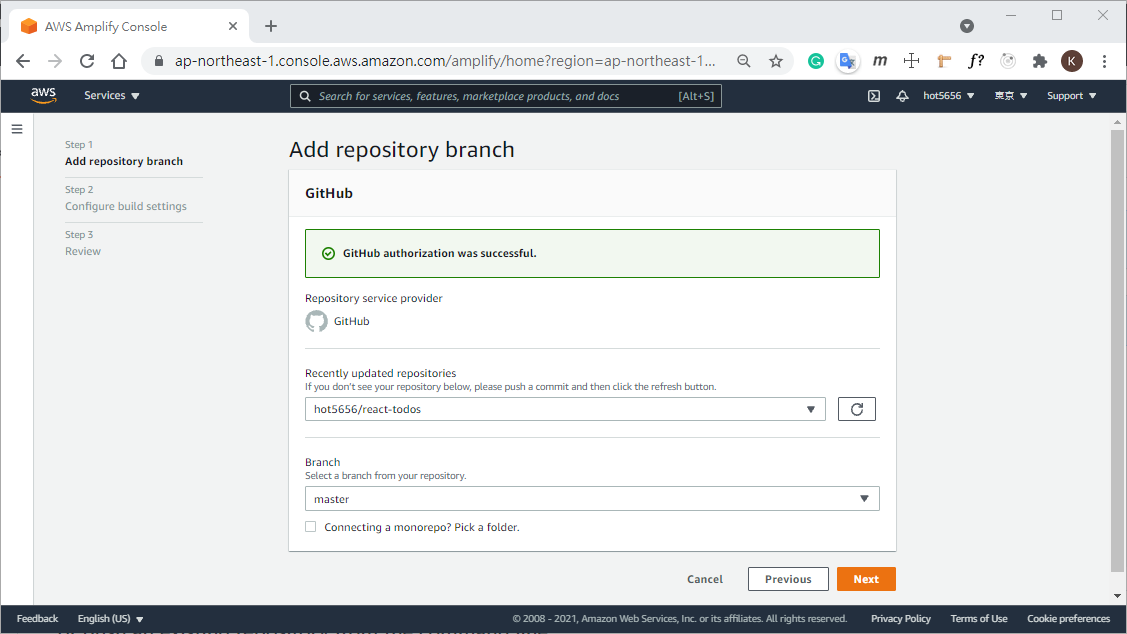 AWS Amplify Console
ap-northeast-1.console.aws.amazon.com/amplify/home?region=ap-northeast-1...
m
f?
K
aws
Services
Search for services, features, marketplace products, and docs [Alt+S]
hot5656
東京
Support
Step 1
Add repository branch
Step 2
Configure build settings
Step 3
Review
Add repository branch
GitHub
GitHub authorization was successful.
Repository service provider
GitHub
Recently updated repositories
If you don't see your repository below, please push a commit and then click the refresh button.
hot5656/react-todos
Branch
Select a branch from your repository.
master
Connecting a monorepo? Pick a folder.
Cancel
Previous
Next
Feedback
English (US)
© 2008 - 2021, Amazon Web Services, Inc. or its affiliates. All rights reserved.
Privacy Policy
Terms of Use
Cookie preferences